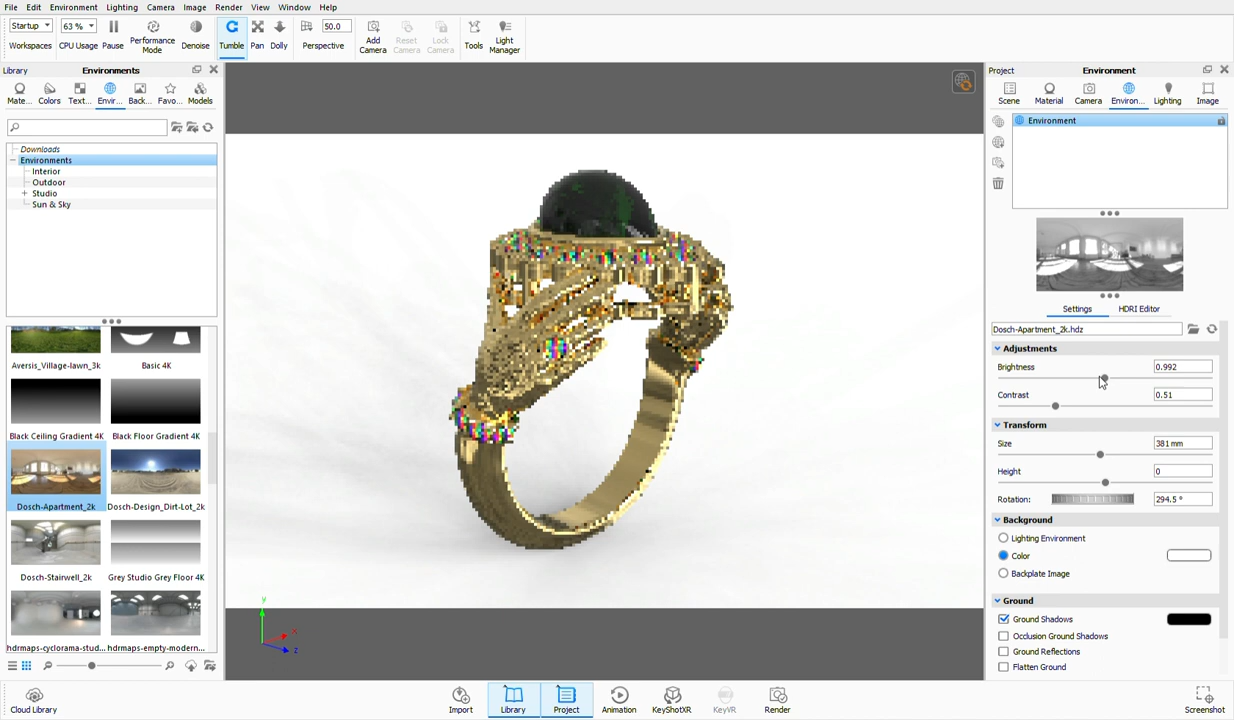 File Edit Environment Lighting Camera Image Render View Window Help
Startup 63 % 50.0
Workspaces CPU Usage Pause Performance Mode Denoise Tumble Pan Dolly Perspective Add Camera Reset Camera Lock Camera Tools Light Manager
Library Environments
Mate... Colors Text... Envir... Back... Favo... Models
Downloads
Environments
Interior
Outdoor
Studio
Sun & Sky
Aversis_Village-lawn_3k Basic 4K
Black Ceiling Gradient 4K Black Floor Gradient 4K
Dosch-Apartment_2k Dosch-Design_Dirt-Lot_2k
Dosch-Stairwell_2k Grey Studio Grey Floor 4K
hdrmaps-cyclorama-stud... hdrmaps-empty-modern...
y
x
z
Project Environment
Scene Material Camera Environ... Lighting Image
Environment
Settings HDRI Editor
Dosch-Apartment_2k.hdz
Adjustments
Brightness 0.992
Contrast 0.51
Transform
Size 381 mm
Height 0
Rotation: 294.5 °
Background
Lighting Environment
Color
Backplate Image
Ground
Ground Shadows
Occlusion Ground Shadows
Ground Reflections
Flatten Ground
Cloud Library Import Library Project Animation KeyShotXR KeyVR Render Screenshot